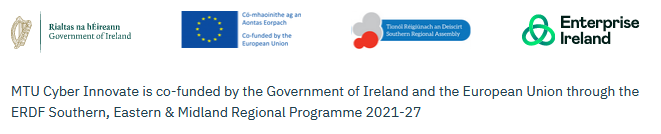 Rialtas na hÉireann
Government of Ireland
Có-mhaoinithe ag an
Aontas Eorpach
Co-funded by the
European Union
Tionól Réigiúnach an Deiscirt
Southern Regional Assembly
Enterprise
Ireland
MTU Cyber Innovate is co-funded by the Government of Ireland and the European Union through the
ERDF Southern, Eastern & Midland Regional Programme 2021-27